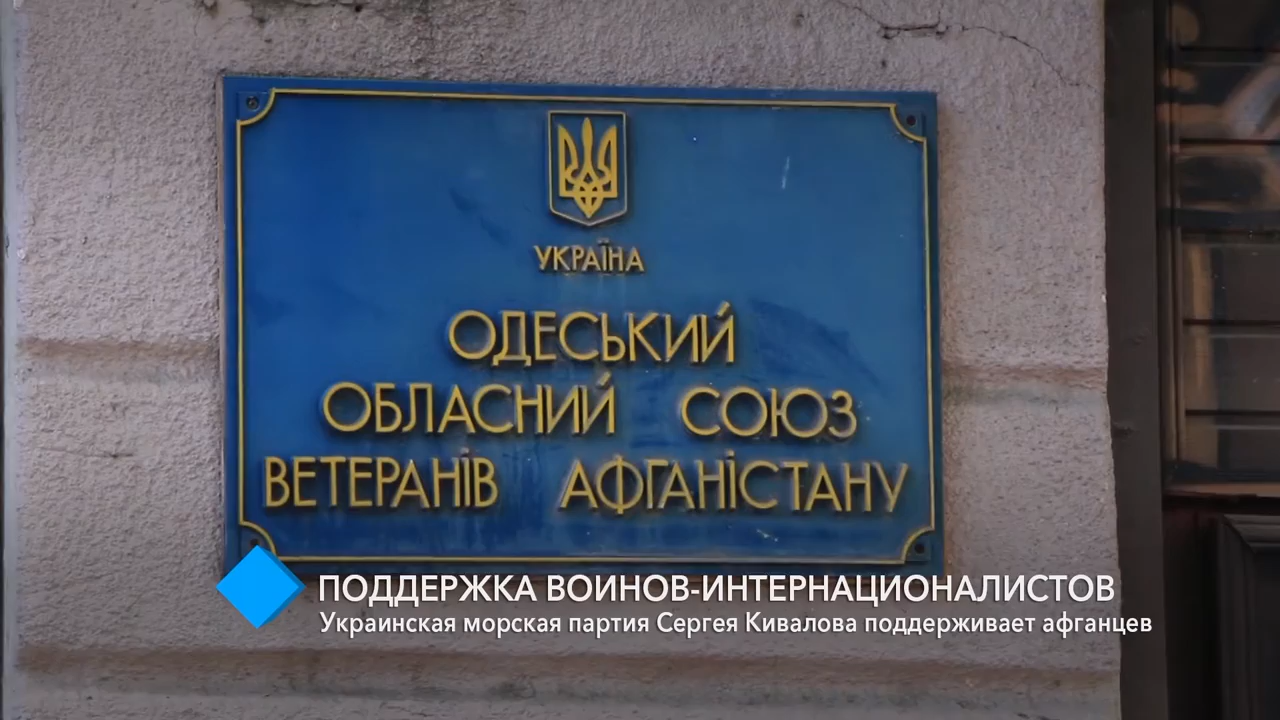 УКРАЇНА
ОДЕСЬКИЙ
ОБЛАСНИЙ СОЮЗ
ВЕТЕРАНІВ АФГАНІСТАНУ
ПОДДЕРЖКА ВОИНОВ-ИНТЕРНАЦИОНАЛИСТОВ
Украинская морская партия Сергея Кивалова поддерживает афганцев